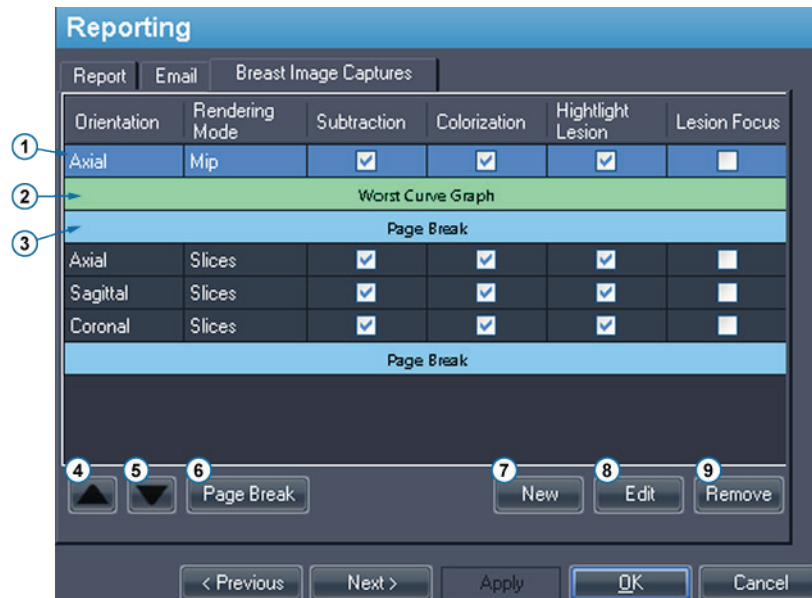 Reporting
Report Email Breast Image Captures
Orientation Rendering Mode Subtraction Colorization Hightlight Lesion Lesion Focus
1 Axial Mip
2 Worst Curve Graph
3 Page Break
Axial Slices
Sagittal Slices
Coronal Slices
Page Break
4 5 6 7 8 9
Page Break New Edit Remove
< Previous Next > Apply OK Cancel